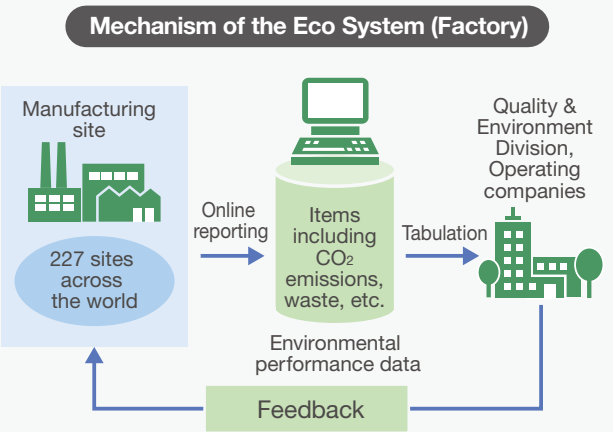 Mechanism of the Eco System (Factory)
Manufacturing
site
227 sites
across
the world
Online
reporting
Items
including
CO₂
emissions,
waste, etc.
Environmental
performance data
Tabulation
Quality &
Environment
Division,
Operating
companies
Feedback